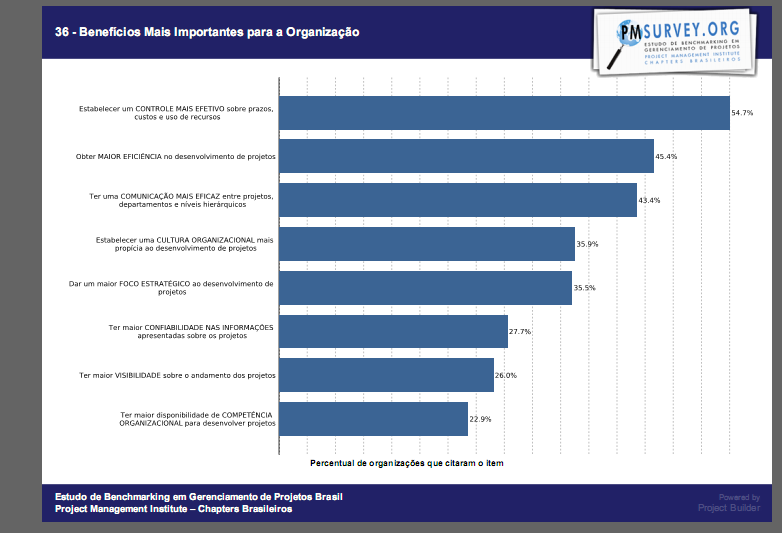 36 - Benefícios Mais Importantes para a Organização
PMSURVEY.ORG
ESTUDO DE BENCHMARKING EM
GERENCIAMENTO DE PROJETOS
PROJECT MANAGEMENT INSTITUTE
CHAPTERS BRASILEIROS
Estabelecer um CONTROLE MAIS EFETIVO sobre prazos,
custos e uso de recursos
54.7%
Obter MAIOR EFICIÊNCIA no desenvolvimento de projetos
45.4%
Ter uma COMUNICAÇÃO MAIS EFICAZ entre projetos,
departamentos e níveis hierárquicos
43.4%
Estabelecer uma CULTURA ORGANIZACIONAL mais
propícia ao desenvolvimento de projetos
35.9%
Dar um maior FOCO ESTRATÉGICO ao desenvolvimento de
projetos
35.5%
Ter maior CONFIABILIDADE NAS INFORMAÇÕES
apresentadas sobre os projetos
27.7%
Ter maior VISIBILIDADE sobre o andamento dos projetos
26.0%
Ter maior disponibilidade de COMPETÊNCIA
ORGANIZACIONAL para desenvolver projetos
22.9%
Percentual de organizações que citaram o item
Estudo de Benchmarking em Gerenciamento de Projetos Brasil
Project Management Institute – Chapters Brasileiros
Powered by
Project Builder